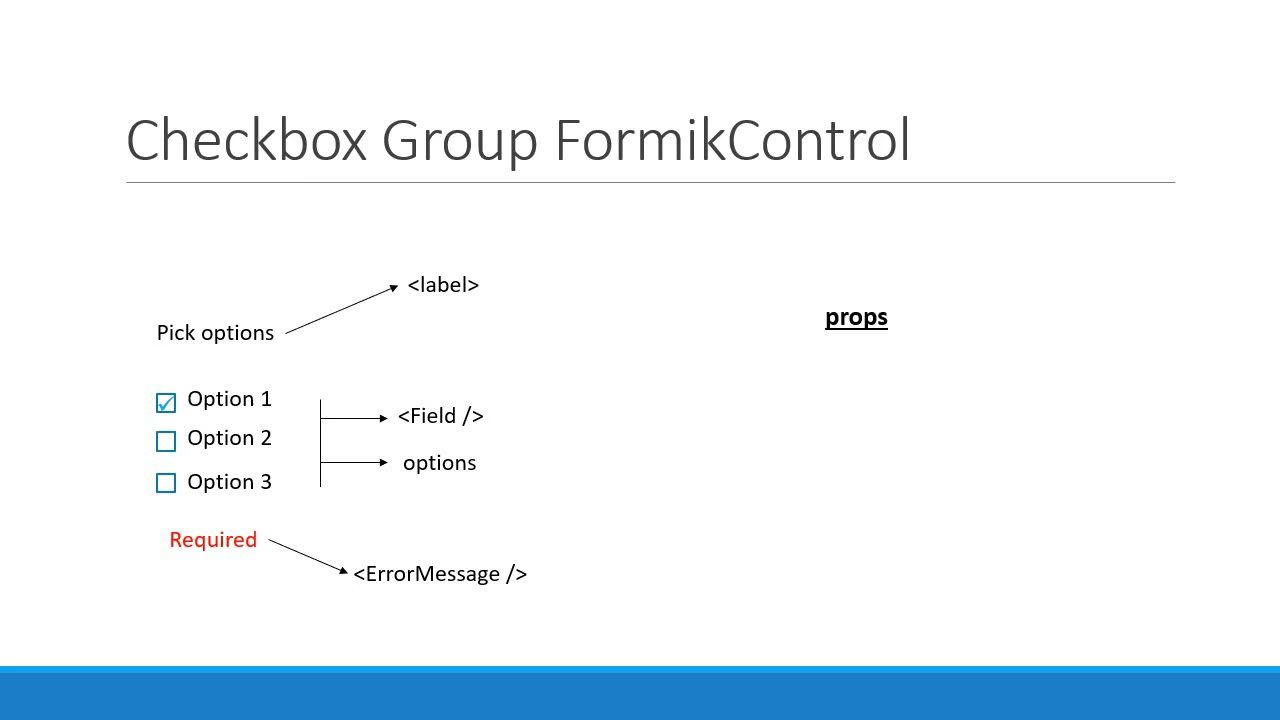 Checkbox Group FormikControl
<label>
props
Pick options
Option 1
<Field />
Option 2
options
Option 3
Required
<ErrorMessage />